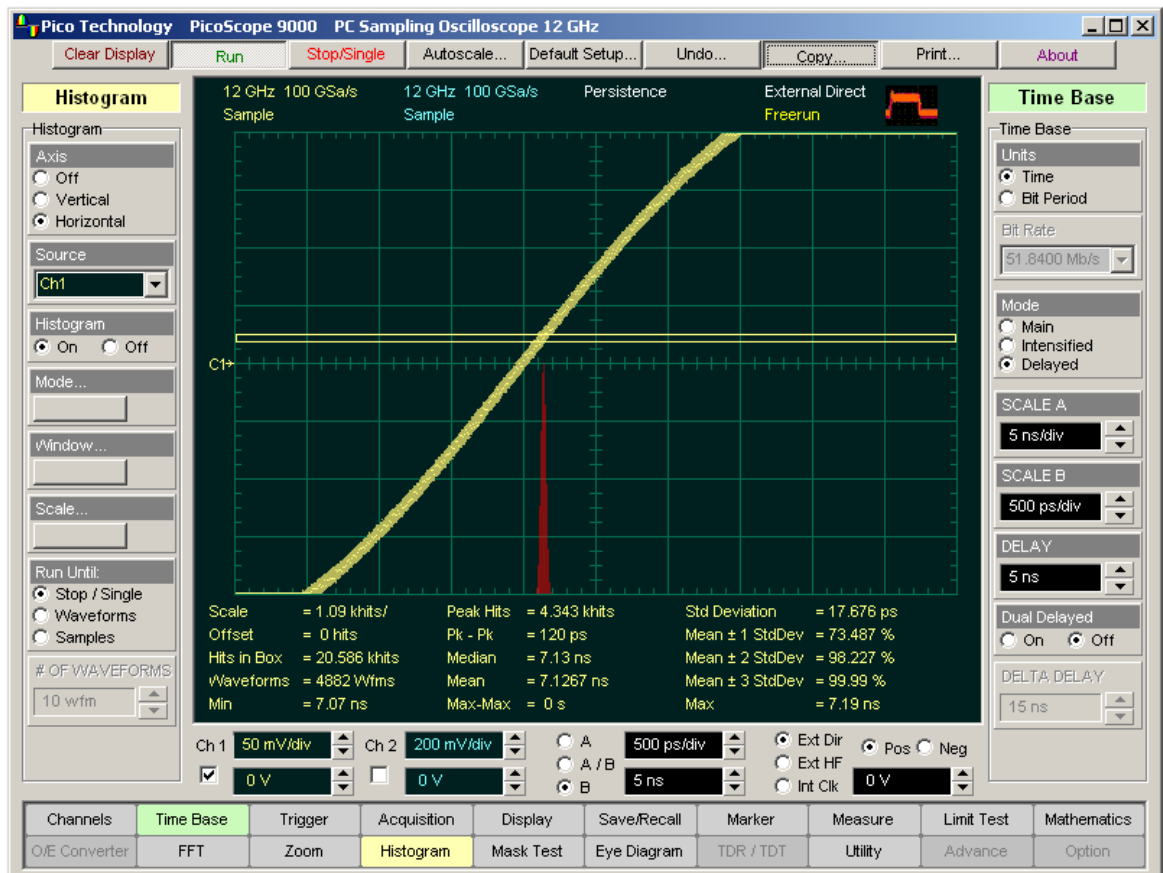 Pico Technology PicoScope 9000 PC Sampling Oscilloscope 12 GHz
Clear Display Run Stop/Single Autoscale... Default Setup... Undo... Copy... Print... About
Histogram
Histogram
Axis
Off
Vertical
Horizontal
Source
Ch1
Histogram
On Off
Mode...
Window...
Scale...
Run Until:
Stop / Single
Waveforms
Samples
# OF WAVEFORMS
10 wfm
12 GHz 100 GSa/s 12 GHz 100 GSa/s Persistence External Direct
Sample Sample Freerun
C1
Scale = 1.09 khits/ Peak Hits = 4.343 khits Std Deviation = 17.676 ps
Offset = 0 hits Pk - Pk = 120 ps Mean ± 1 StdDev = 73.487 %
Hits in Box = 20.586 khits Median = 7.13 ns Mean ± 2 StdDev = 98.227 %
Waveforms = 4882 Wfms Mean = 7.1267 ns Mean ± 3 StdDev = 99.99 %
Min = 7.07 ns Max-Max = 0 s Max = 7.19 ns
Ch 1 50 mV/div Ch 2 200 mV/div A 500 ps/div Ext Dir Pos Neg
A / B Ext HF
0 V 0 V B 5 ns Int Clk 0 V
Time Base
Time Base
Units
Time
Bit Period
Bit Rate
51.8400 Mb/s
Mode
Main
Intensified
Delayed
SCALE A
5 ns/div
SCALE B
500 ps/div
DELAY
5 ns
Dual Delayed
On Off
DELTA DELAY
15 ns
Channels Time Base Trigger Acquisition Display Save/Recall Marker Measure Limit Test Mathematics
O/E Converter FFT Zoom Histogram Mask Test Eye Diagram TDR / TDT Utility Advance Option